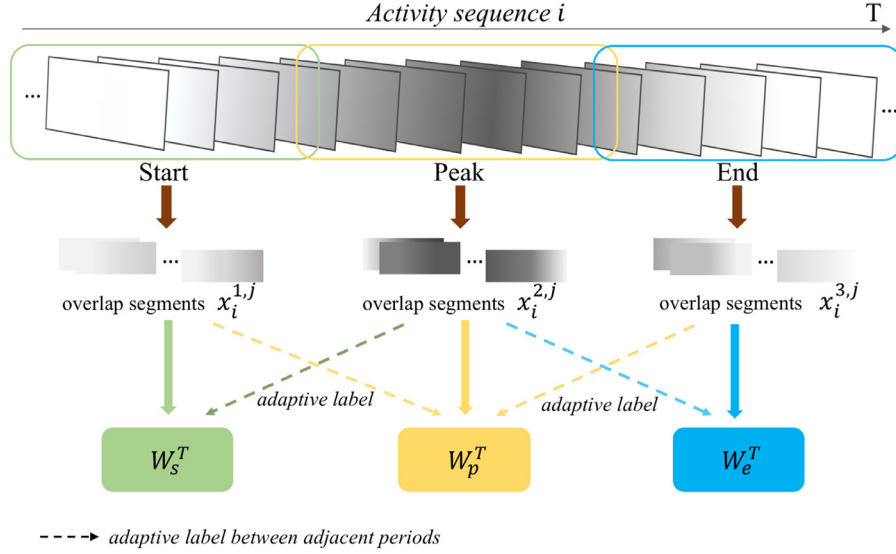 Activity sequence i
T
... ...
Start Peak End
... ... ...
overlap segments $x_i^{1,j}$ overlap segments $x_i^{2,j}$ overlap segments $x_i^{3,j}$
adaptive label adaptive label
$W_s^T$ $W_p^T$ $W_e^T$
adaptive label between adjacent periods